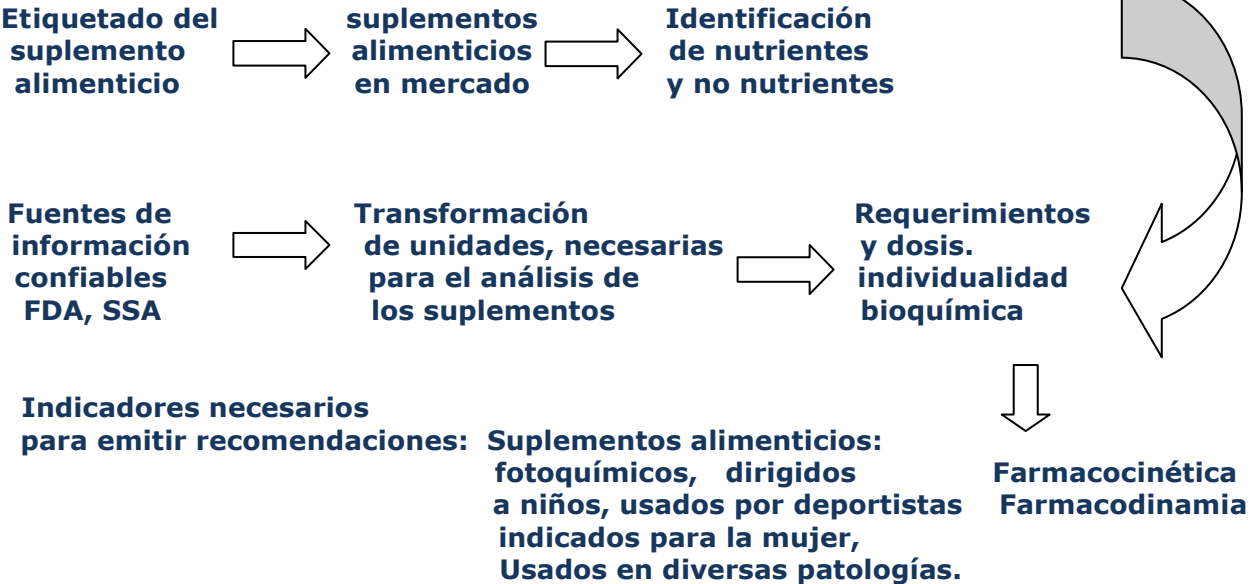 Etiquetado del
suplemento
alimenticio
suplementos
alimenticios
en mercado
Identificación
de nutrientes
y no nutrientes
Fuentes de
información
confiables
FDA, SSA
Transformación
de unidades, necesarias
para el análisis de
los suplementos
Requerimientos
y dosis.
individualidad
bioquímica
Indicadores necesarios
para emitir recomendaciones:
Suplementos alimenticios:
fotoquímicos, dirigidos
a niños, usados por deportistas
indicados para la mujer,
Usados en diversas patologías.
Farmacocinética
Farmacodinamia